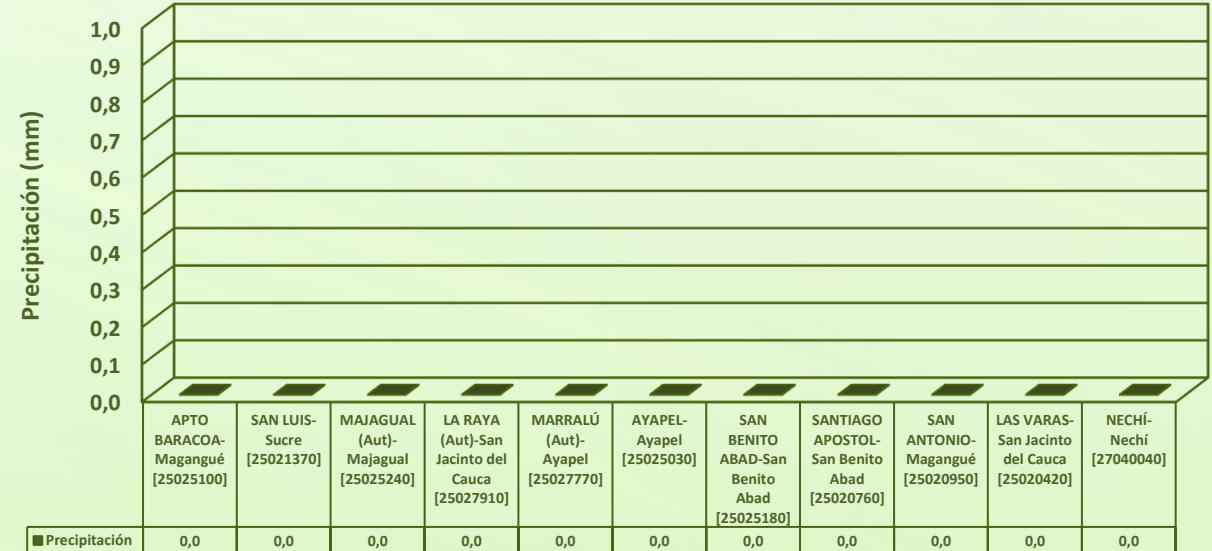 Precipitación (mm)
1,0
0,9
0,8
0,7
0,6
0,5
0,4
0,3
0,2
0,1
0,0
APTO
BARACOA-
Magangué
[25025100]
SAN LUIS-
Sucre
[25021370]
MAJAGUAL
(Aut)-
Majagual
[25025240]
LA RAYA
(Aut)-San
Jacinto del
Cauca
[25027910]
MARRALÚ
(Aut)-
Ayapel
[25027770]
AYAPEL-
Ayapel
[25025030]
SAN
BENITO
ABAD-San
Benito
Abad
[25025180]
SANTIAGO
APOSTOL-
San Benito
Abad
[25020760]
SAN
ANTONIO-
Magangué
[25020950]
LAS VARAS-
San Jacinto
del Cauca
[25020420]
NECHÍ-
Nechí
[27040040]
Precipitación 0,0 0,0 0,0 0,0 0,0 0,0 0,0 0,0 0,0 0,0 0,0